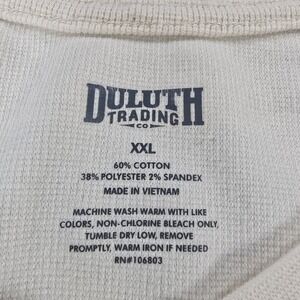 DULUTH
TRADING
CO
XXL
60% COTTON
38% POLYESTER 2% SPANDEX
MADE IN VIETNAM
MACHINE WASH WARM WITH LIKE
COLORS, NON-CHLORINE BLEACH ONLY,
TUMBLE DRY LOW, REMOVE
PROMPTLY, WARM IRON IF NEEDED
RN#106803